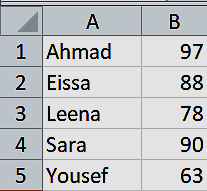 A B
1 Ahmad 97
2 Eissa 88
3 Leena 78
4 Sara 90
5 Yousef 63